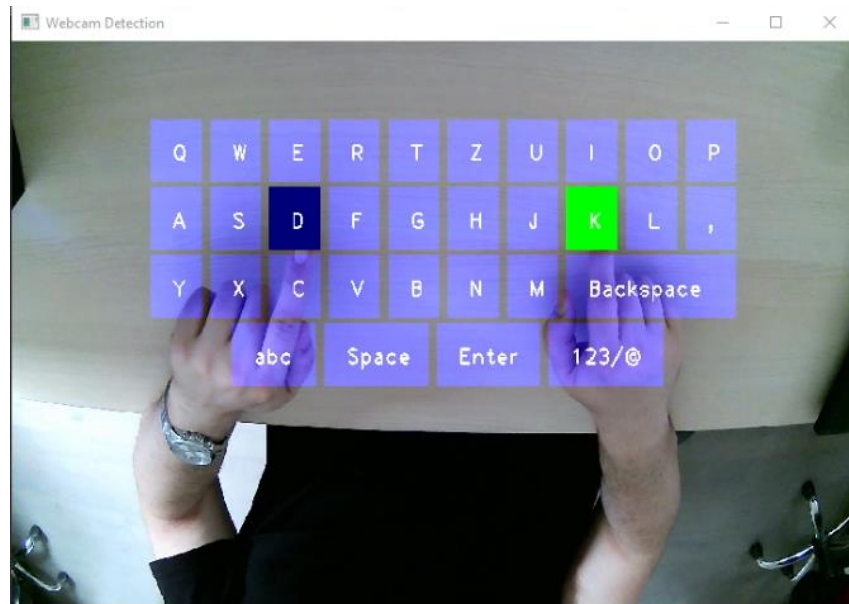 Webcam Detection
Q W E R T Z U I O P
A S D F G H J K L ,
Y X C V B N M Backspace
abc Space Enter 123/@